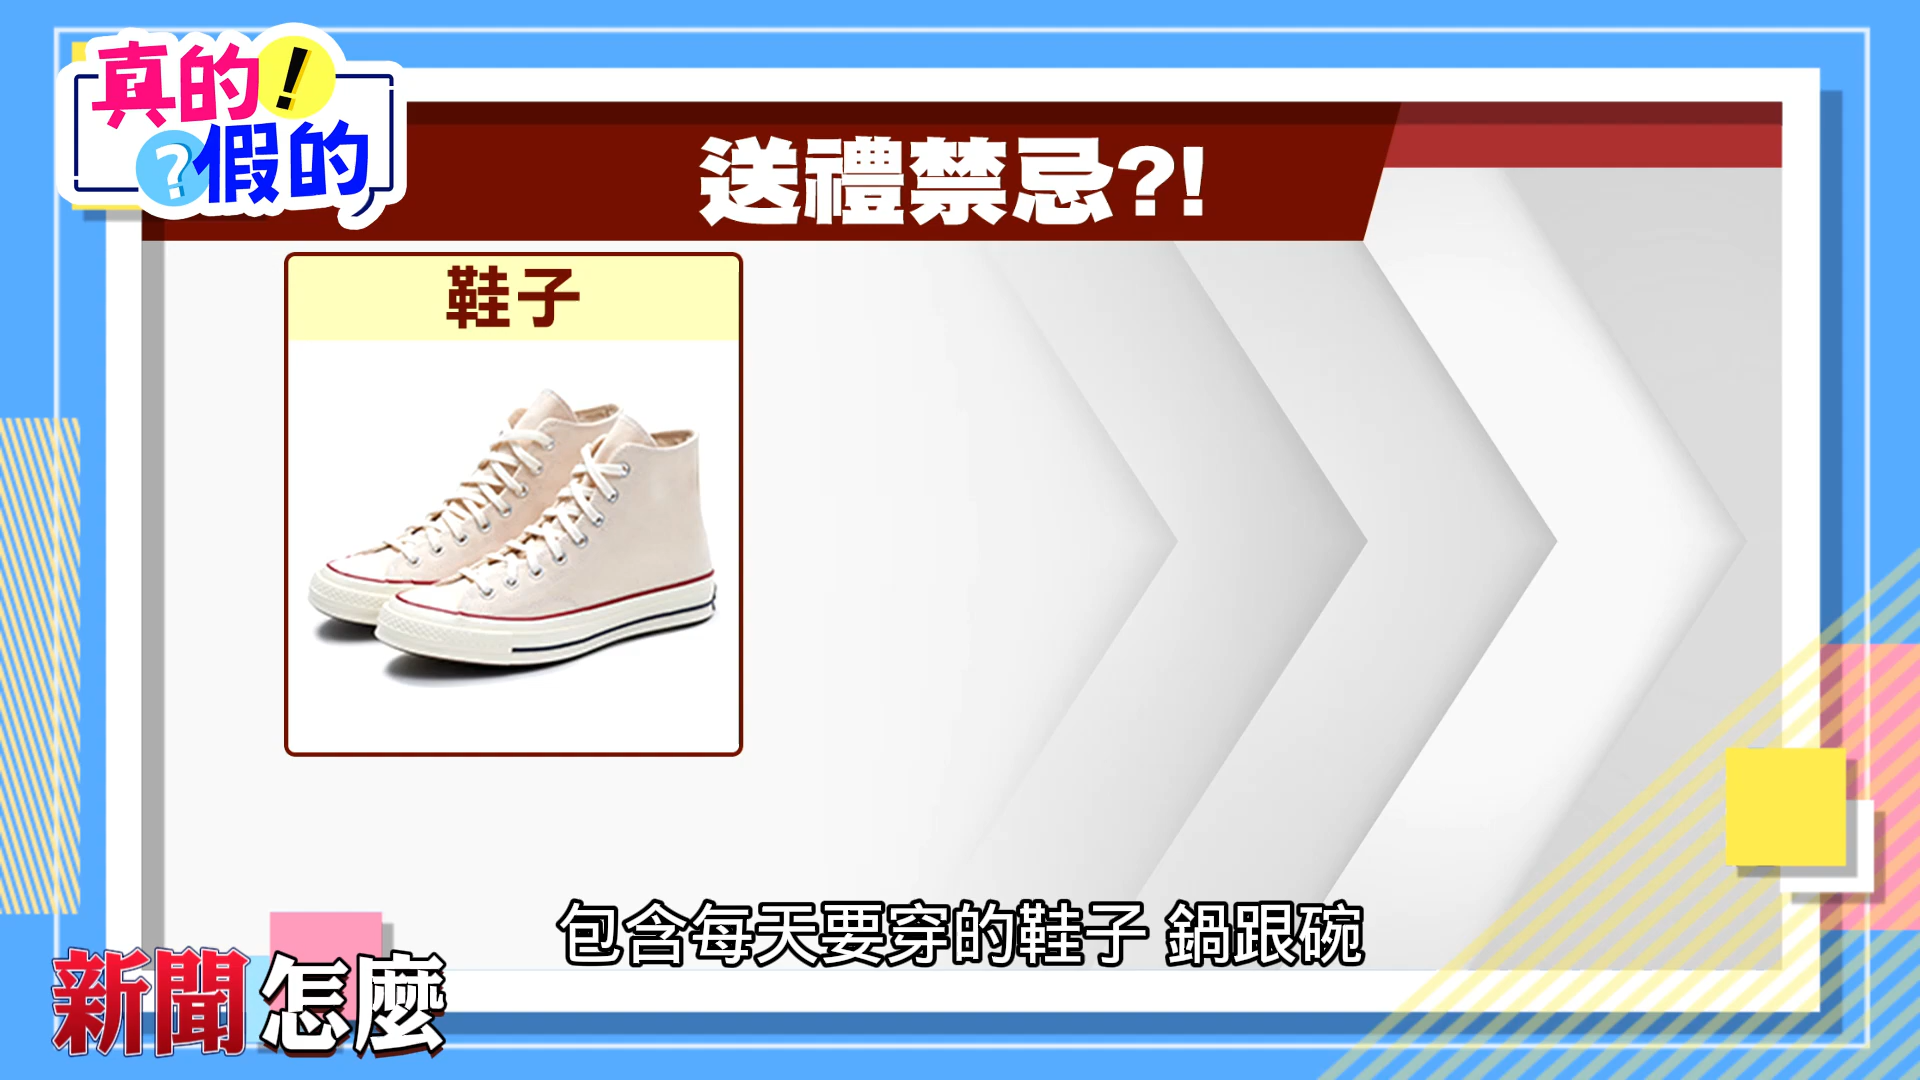 真的!
?假的
送禮禁忌?!
鞋子
包含每天要穿的鞋子 鍋跟碗
新聞怎麼